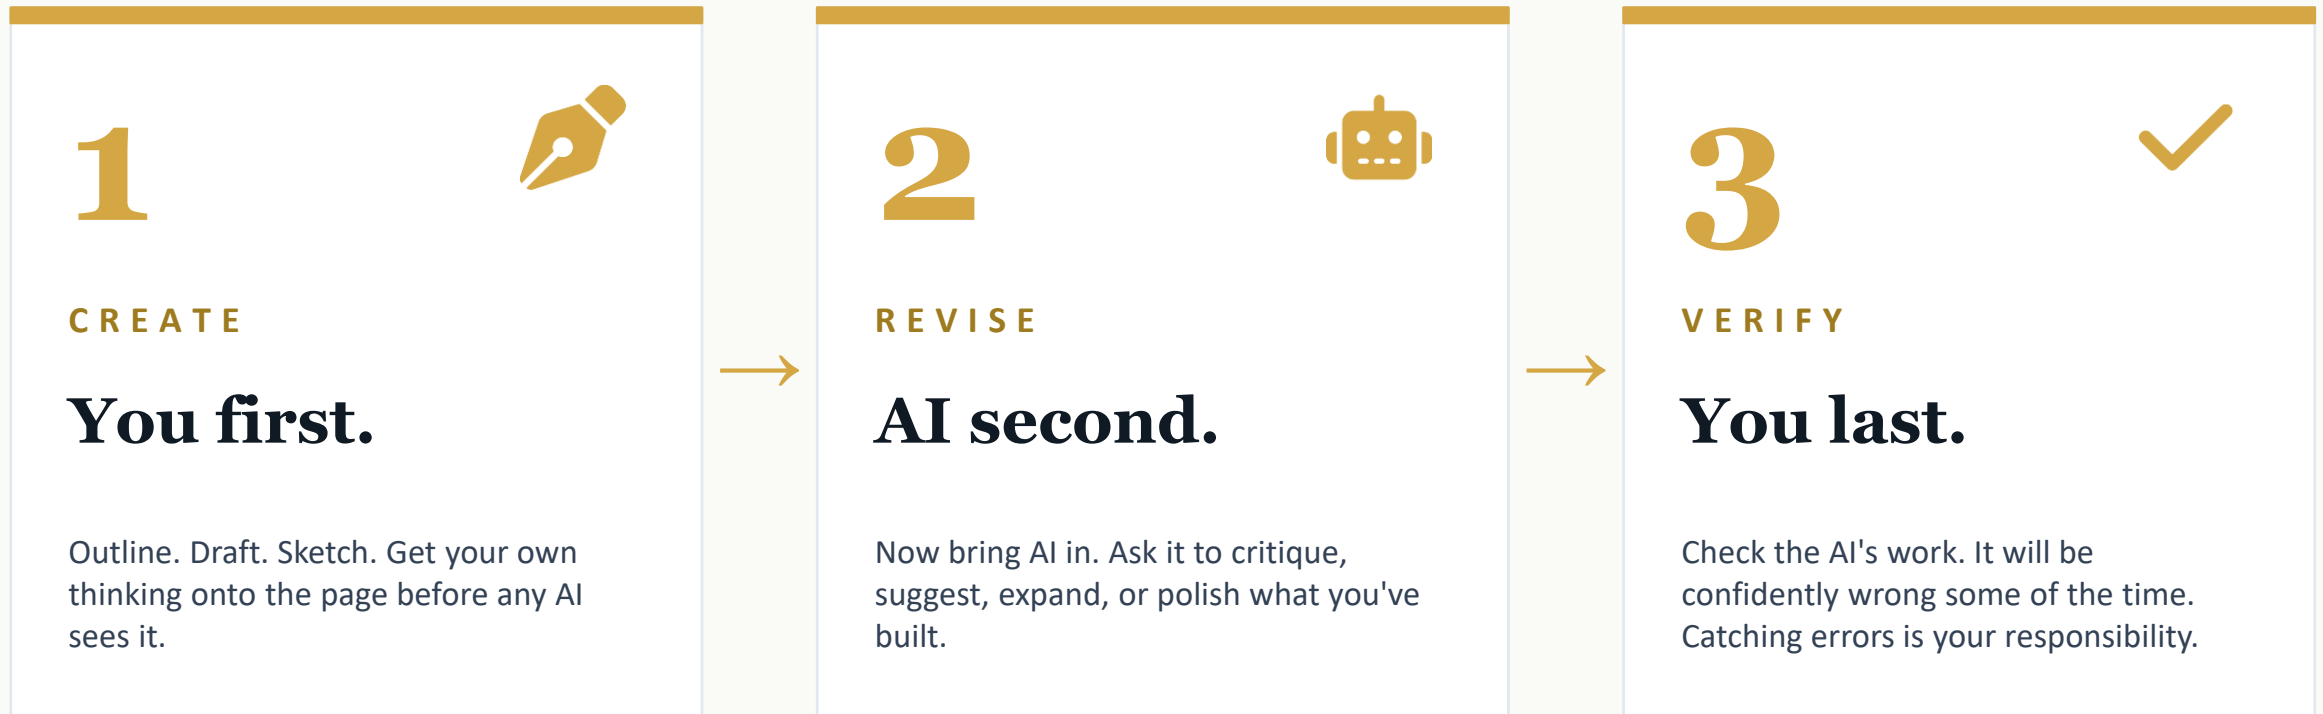 1
CREATE
You first.
Outline. Draft. Sketch. Get your own
thinking onto the page before any AI
sees it.
2
REVISE
AI second.
Now bring AI in. Ask it to critique,
suggest, expand, or polish what you've
built.
3
VERIFY
You last.
Check the AI's work. It will be
confidently wrong some of the time.
Catching errors is your responsibility.